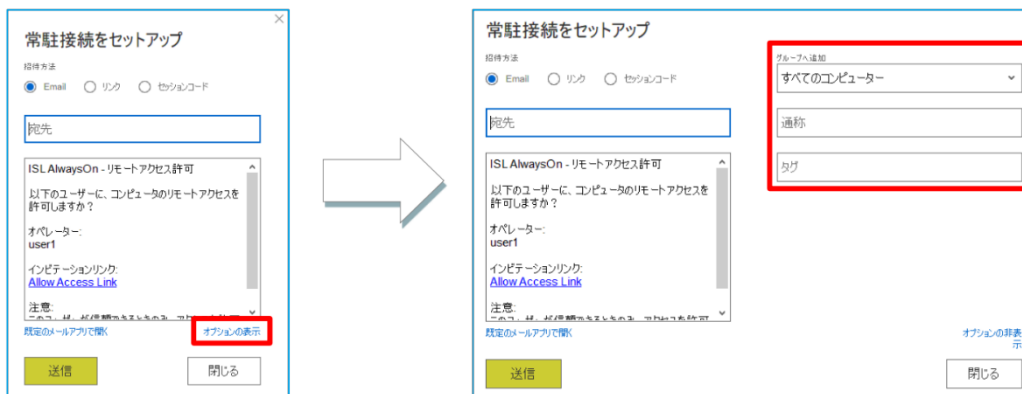 常駐接続をセットアップ
招待方法
Email リンク セッションコード
宛先
ISL AlwaysOn - リモートアクセス許可
以下のユーザーに、コンピュータのリモートアクセスを
許可しますか？
オペレーター:
user1
インビテーションリンク:
Allow Access Link
注意:
既定のメールアプリで開く
オプションの表示
送信
閉じる
常駐接続をセットアップ
招待方法
Email リンク セッションコード
宛先
ISL AlwaysOn - リモートアクセス許可
以下のユーザーに、コンピュータのリモートアクセスを
許可しますか？
オペレーター:
user1
インビテーションリンク:
Allow Access Link
注意:
既定のメールアプリで開く
グループへ追加
すべてのコンピューター
通称
タグ
オプションの非表
示
送信
閉じる